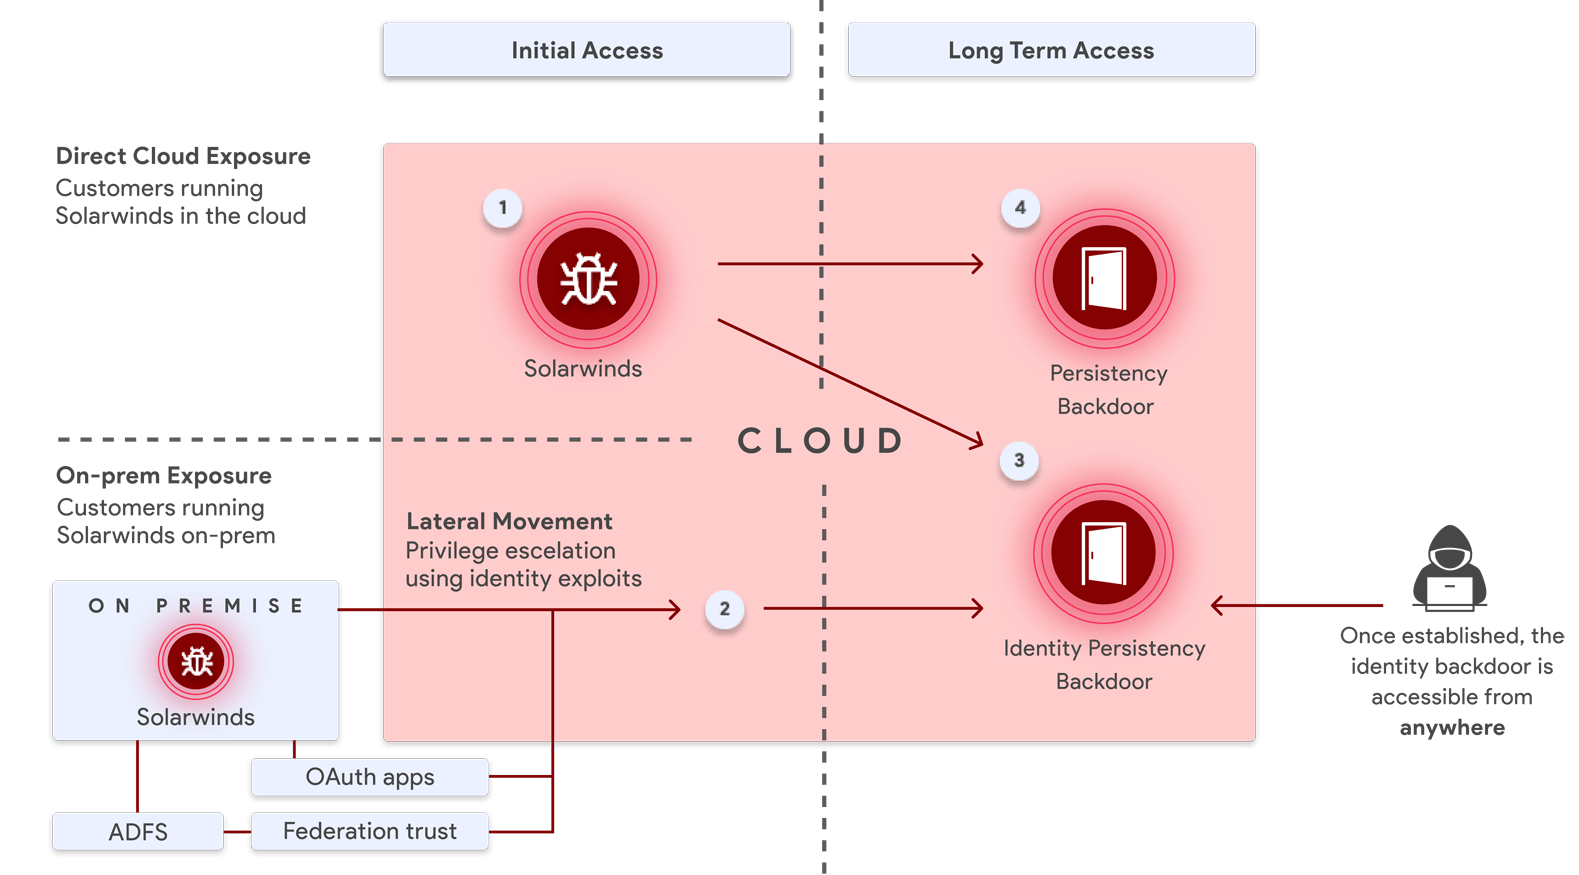 Initial Access
Long Term Access
Direct Cloud Exposure
Customers running
Solarwinds in the cloud
1
Solarwinds
4
Persistency
Backdoor
CLOUD
On-prem Exposure
Customers running
Solarwinds on-prem
Lateral Movement
Privilege escelation
using identity exploits
2
3
Identity Persistency
Backdoor
ON PREMISE
Solarwinds
OAuth apps
ADFS
Federation trust
Once established, the
identity backdoor is
accessible from
anywhere